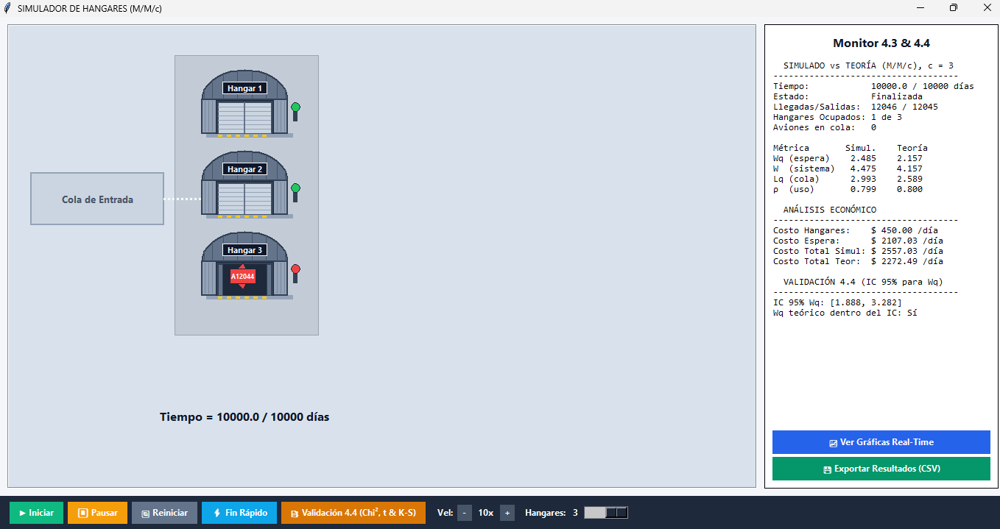 SIMULADOR DE HANGARES (M/M/c)
Hangar 1
Hangar 2
Cola de Entrada
Hangar 3
A12044
Tiempo = 10000.0 / 10000 días
Monitor 4.3 & 4.4
SIMULADO vs TEORÍA (M/M/c), c = 3
------------------------------------
Tiempo: 10000.0 / 10000 días
Estado: Finalizada
Llegadas/Salidas: 12046 / 12045
Hangares Ocupados: 1 de 3
Aviones en cola: 0
Métrica Simul. Teoría
Wq (espera) 2.485 2.157
W (sistema) 4.475 4.157
Lq (cola) 2.993 2.589
ρ (uso) 0.799 0.800
ANÁLISIS ECONÓMICO
------------------------------------
Costo Hangares: $ 450.00 /día
Costo Espera: $ 2107.03 /día
Costo Total Simul: $ 2557.03 /día
Costo Total Teor: $ 2272.49 /día
VALIDACIÓN 4.4 (IC 95% para Wq)
------------------------------------
IC 95% Wq: [1.888, 3.282]
Wq teórico dentro del IC: Sí
Ver Gráficas Real-Time
Exportar Resultados (CSV)
Iniciar
Pausar
Reiniciar
Fin Rápido
Validación 4.4 (Chi², t & K-S)
Vel: - 10x +
Hangares: 3